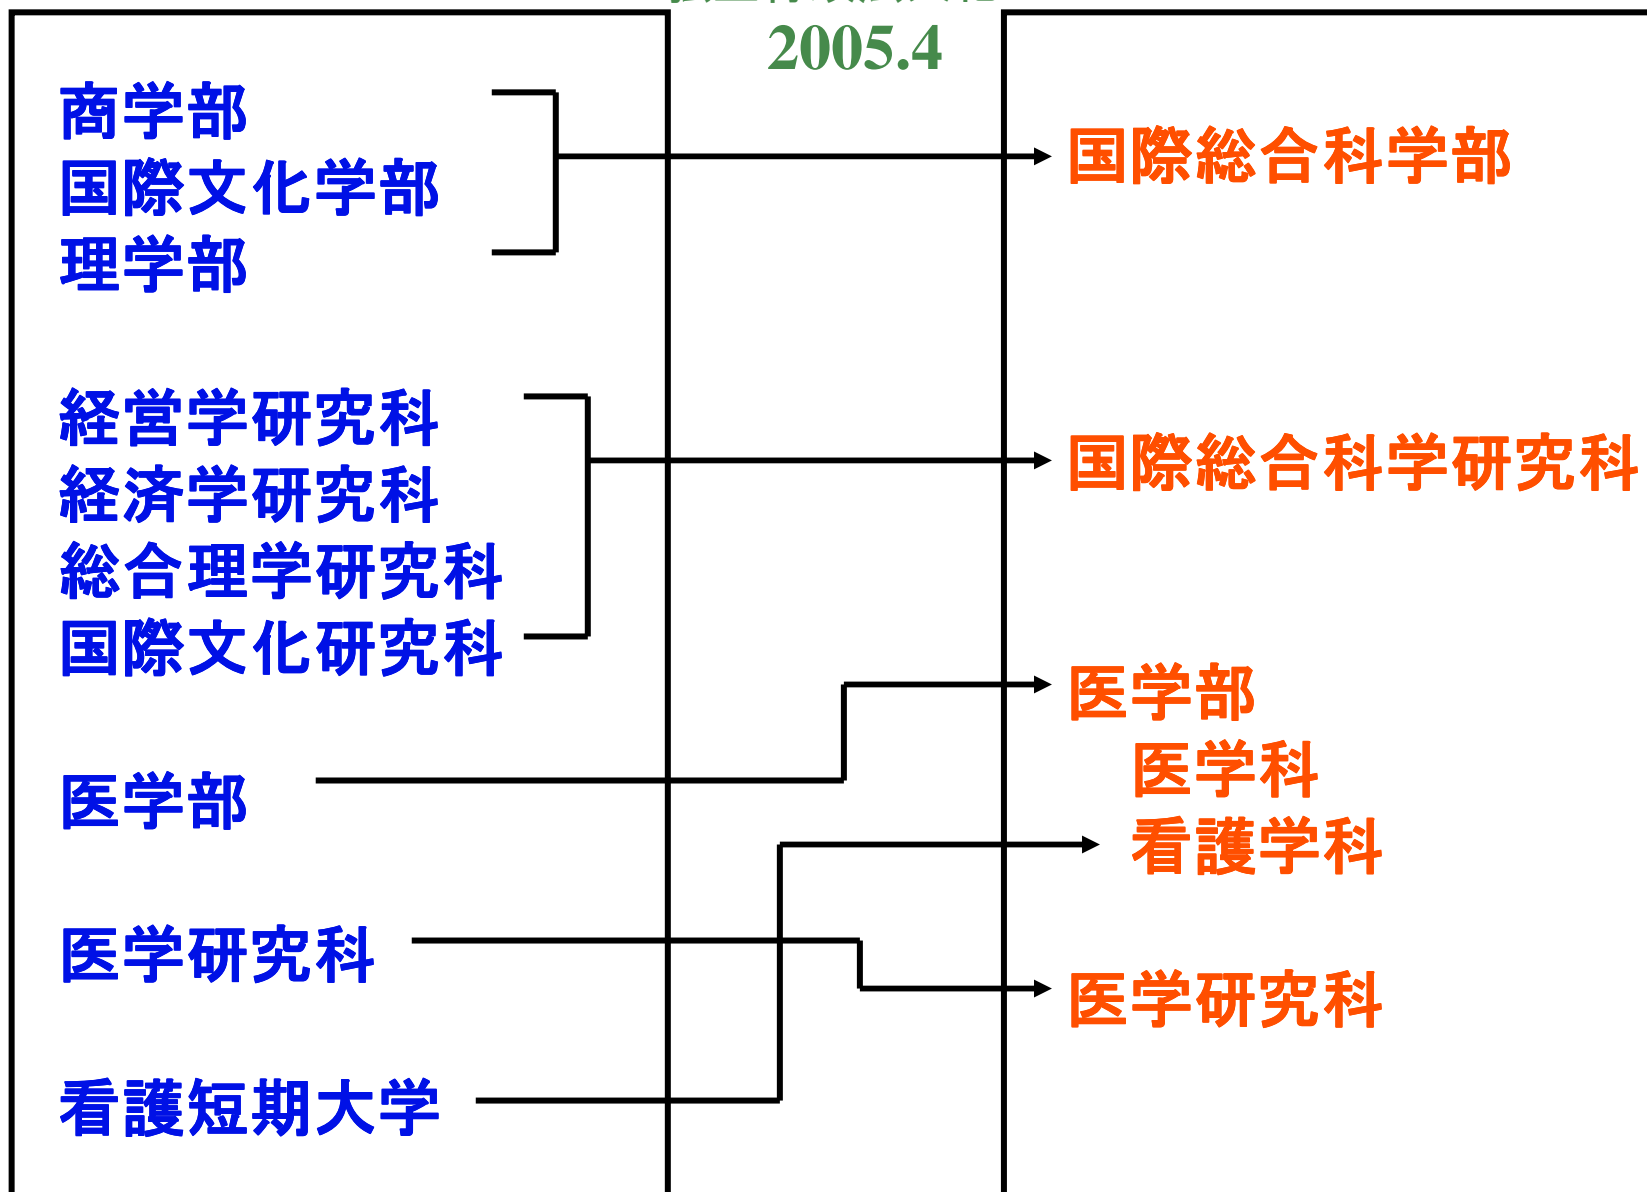 2005.4
商学部
国際文化学部
理学部
経営学研究科
経済学研究科
総合理学研究科
国際文化研究科
医学部
医学研究科
看護短期大学
国際総合科学部
国際総合科学研究科
医学部
医学科
看護学科
医学研究科